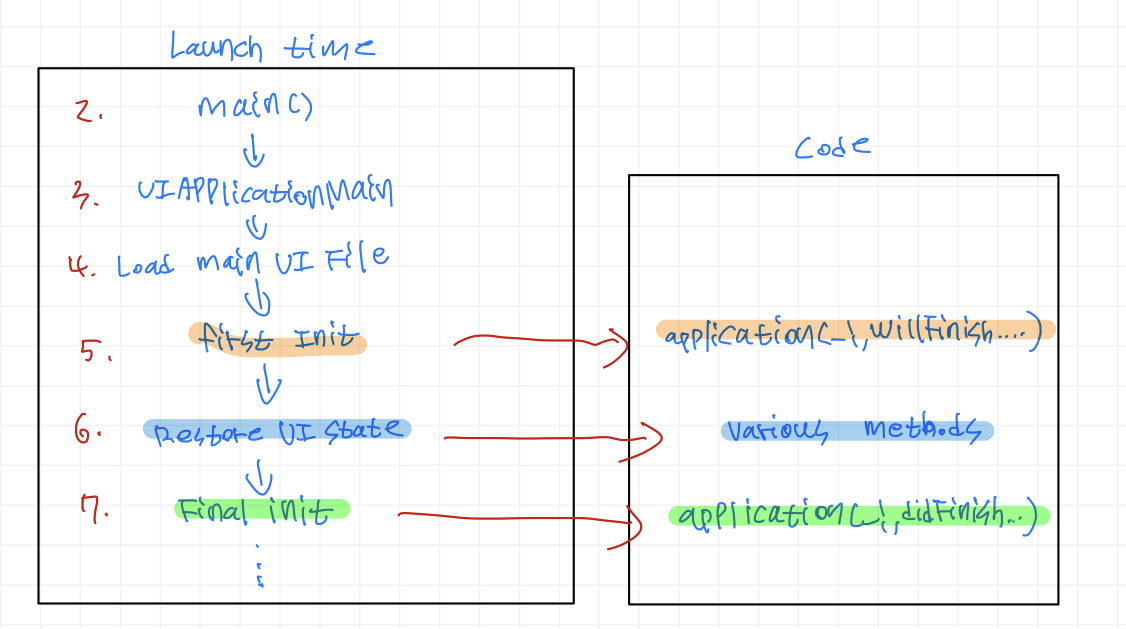 Launch time
2. main()
3. UIApplicationMain
4. Load main UI File
5. first Init
6. Restore UI State
7. Final init
Code
application(_:,willFinish....)
various methods
application(_:,didFinish...)